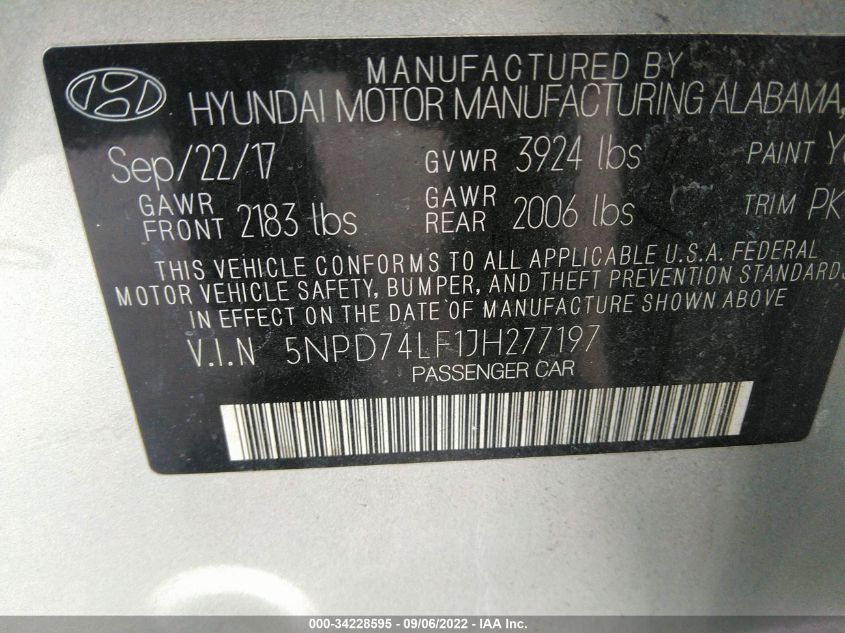 MANUFACTURED BY
HYUNDAI MOTOR MANUFACTURING ALABAMA,
Sep/22/17 GVWR 3924 lbs PAINT
GAWR FRONT 2183 lbs GAWR REAR 2006 lbs TRIM PK
THIS VEHICLE CONFORMS TO ALL APPLICABLE U.S.A. FEDERAL
MOTOR VEHICLE SAFETY, BUMPER, AND THEFT PREVENTION STANDARDS
IN EFFECT ON THE DATE OF MANUFACTURE SHOWN ABOVE
V.I.N 5NPD74LF1JH277197
PASSENGER CAR
000-34228595 - 09/06/2022 - IAA Inc.